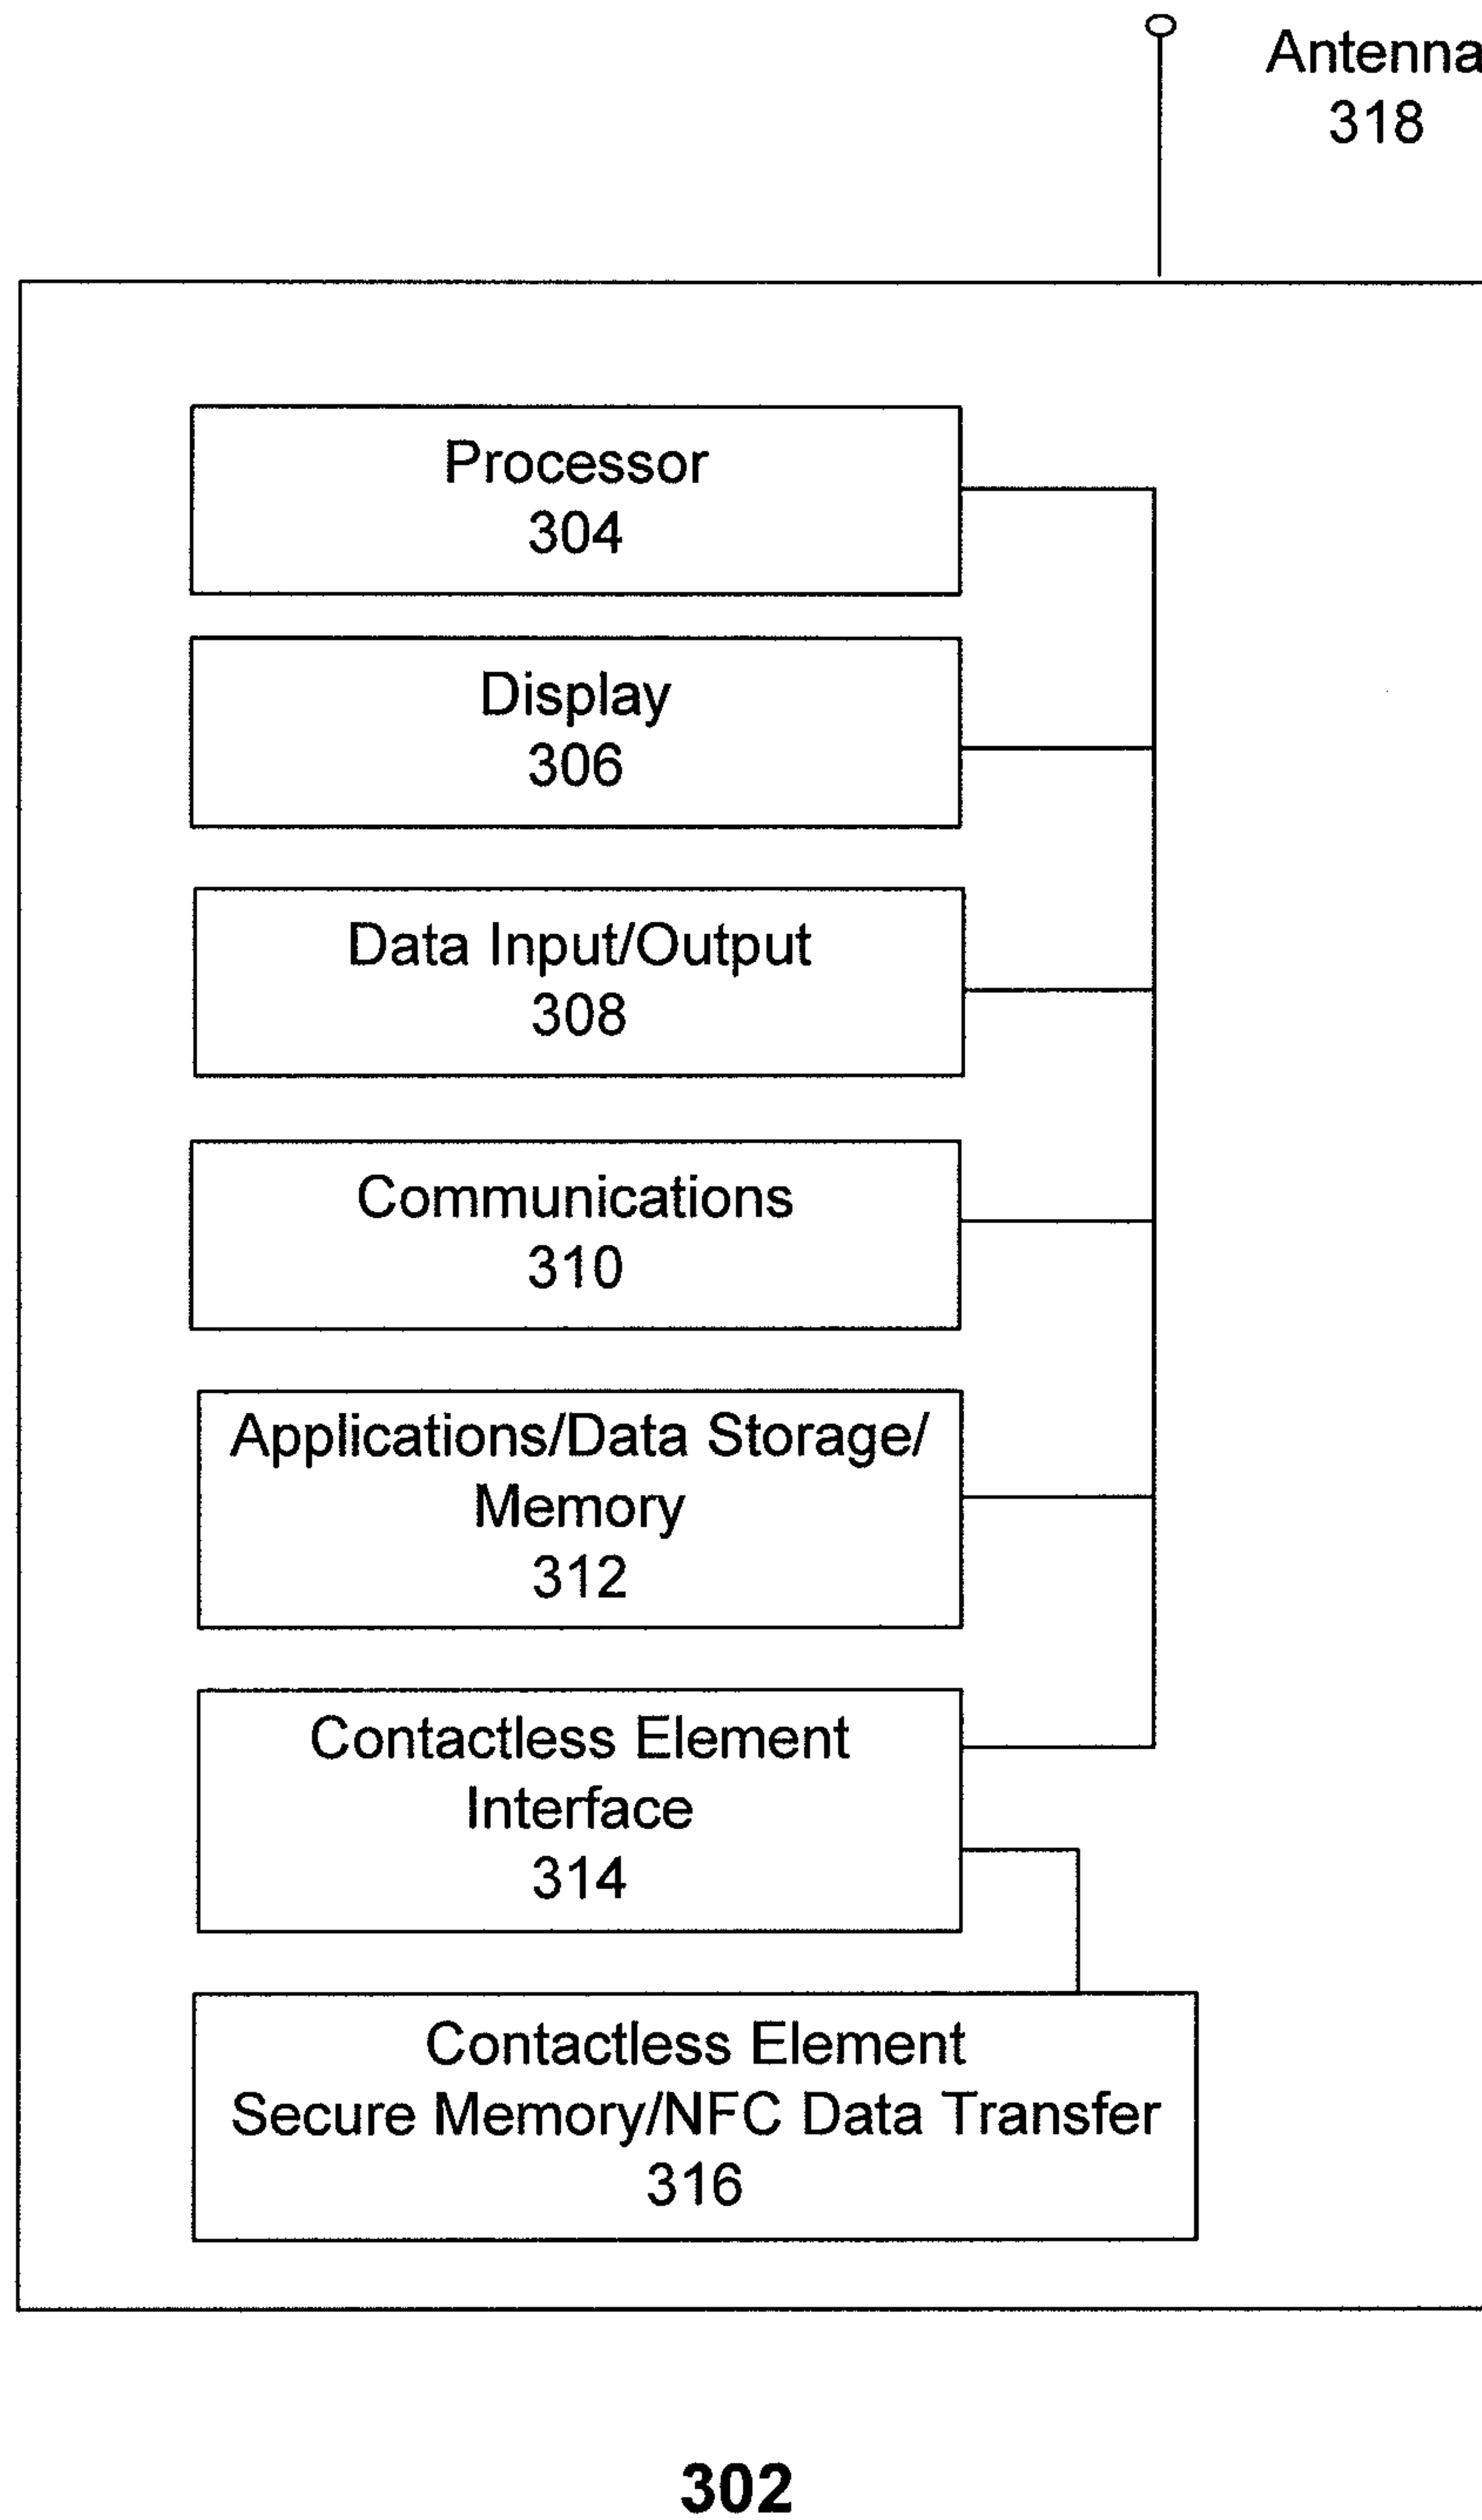 Antenna
318
Processor
304
Display
306
Data Input/Output
308
Communications
310
Applications/Data Storage/
Memory
312
Contactless Element
Interface
314
Contactless Element
Secure Memory/NFC Data Transfer
316
302